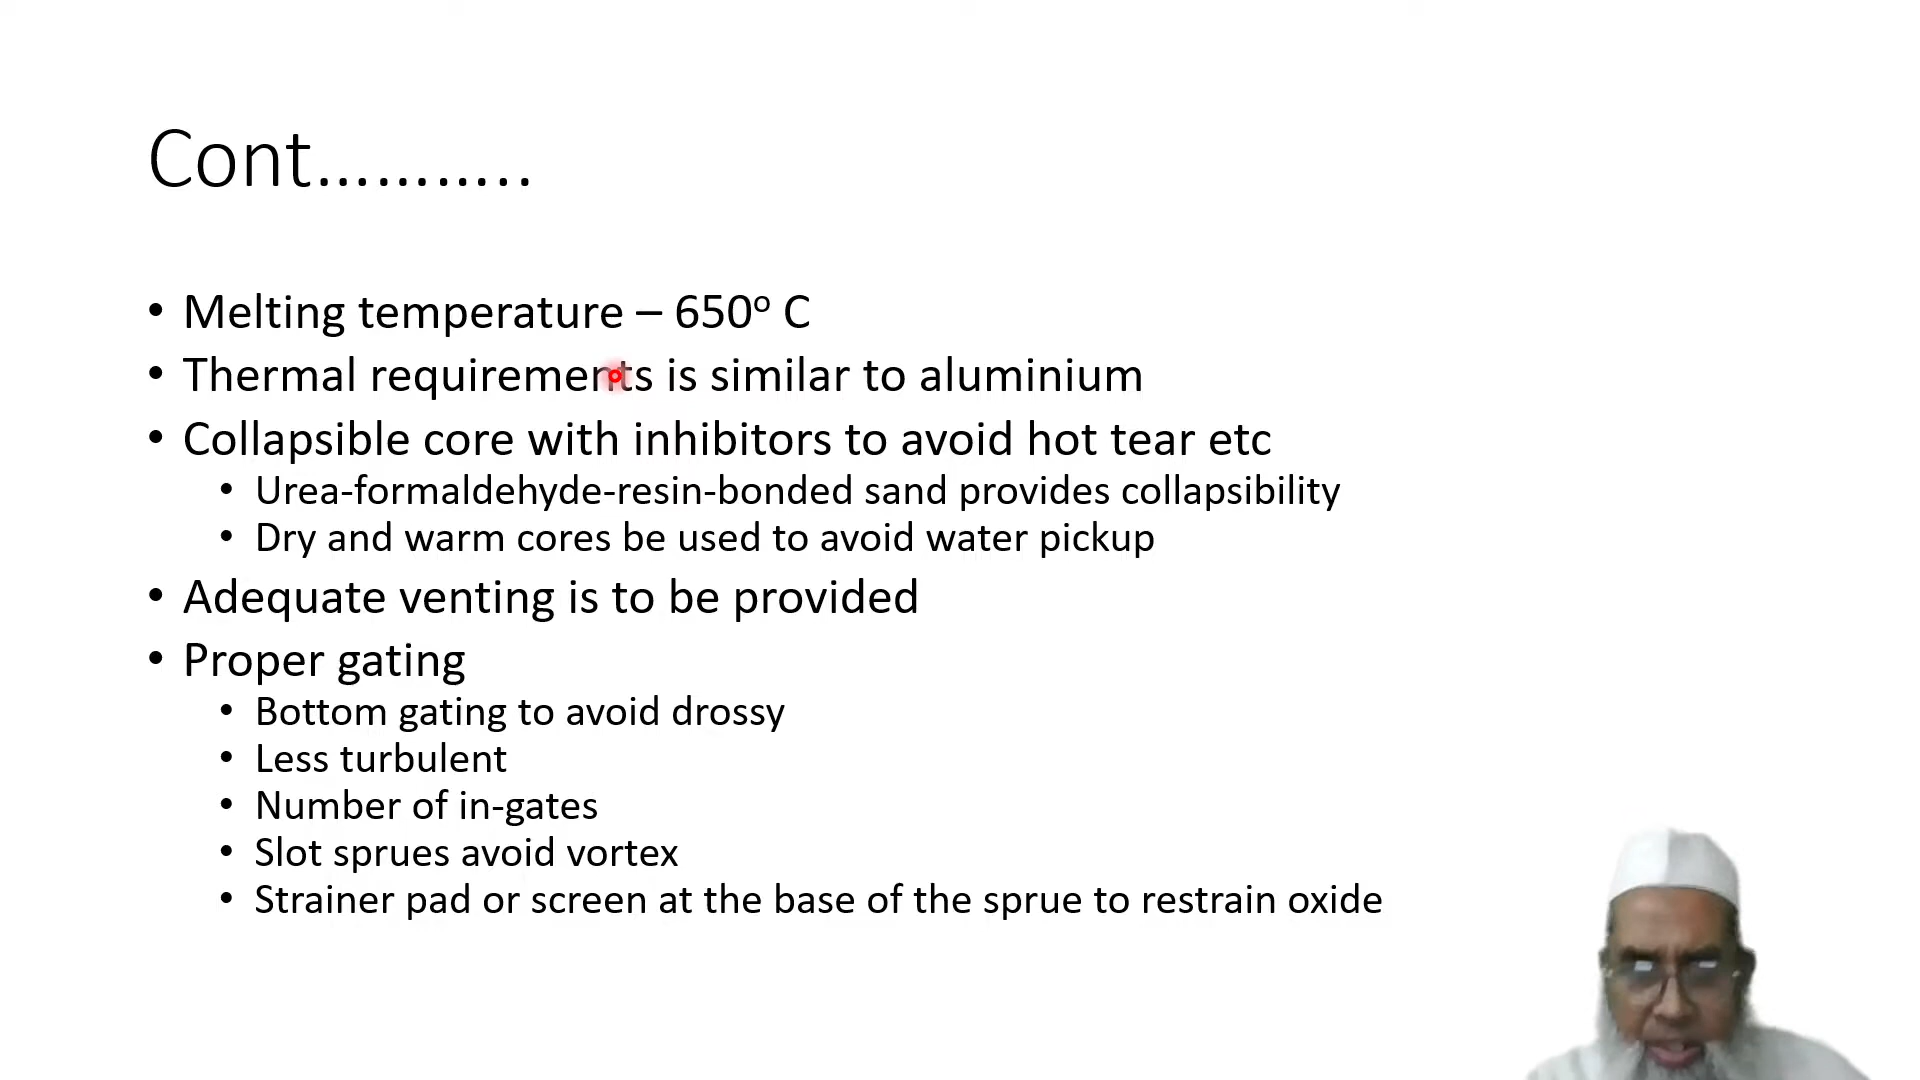 Cont………..
• Melting temperature – 650º C
• Thermal requirements is similar to aluminium
• Collapsible core with inhibitors to avoid hot tear etc
• Urea-formaldehyde-resin-bonded sand provides collapsibility
• Dry and warm cores be used to avoid water pickup
• Adequate venting is to be provided
• Proper gating
• Bottom gating to avoid drossy
• Less turbulent
• Number of in-gates
• Slot sprues avoid vortex
• Strainer pad or screen at the base of the sprue to restrain oxide